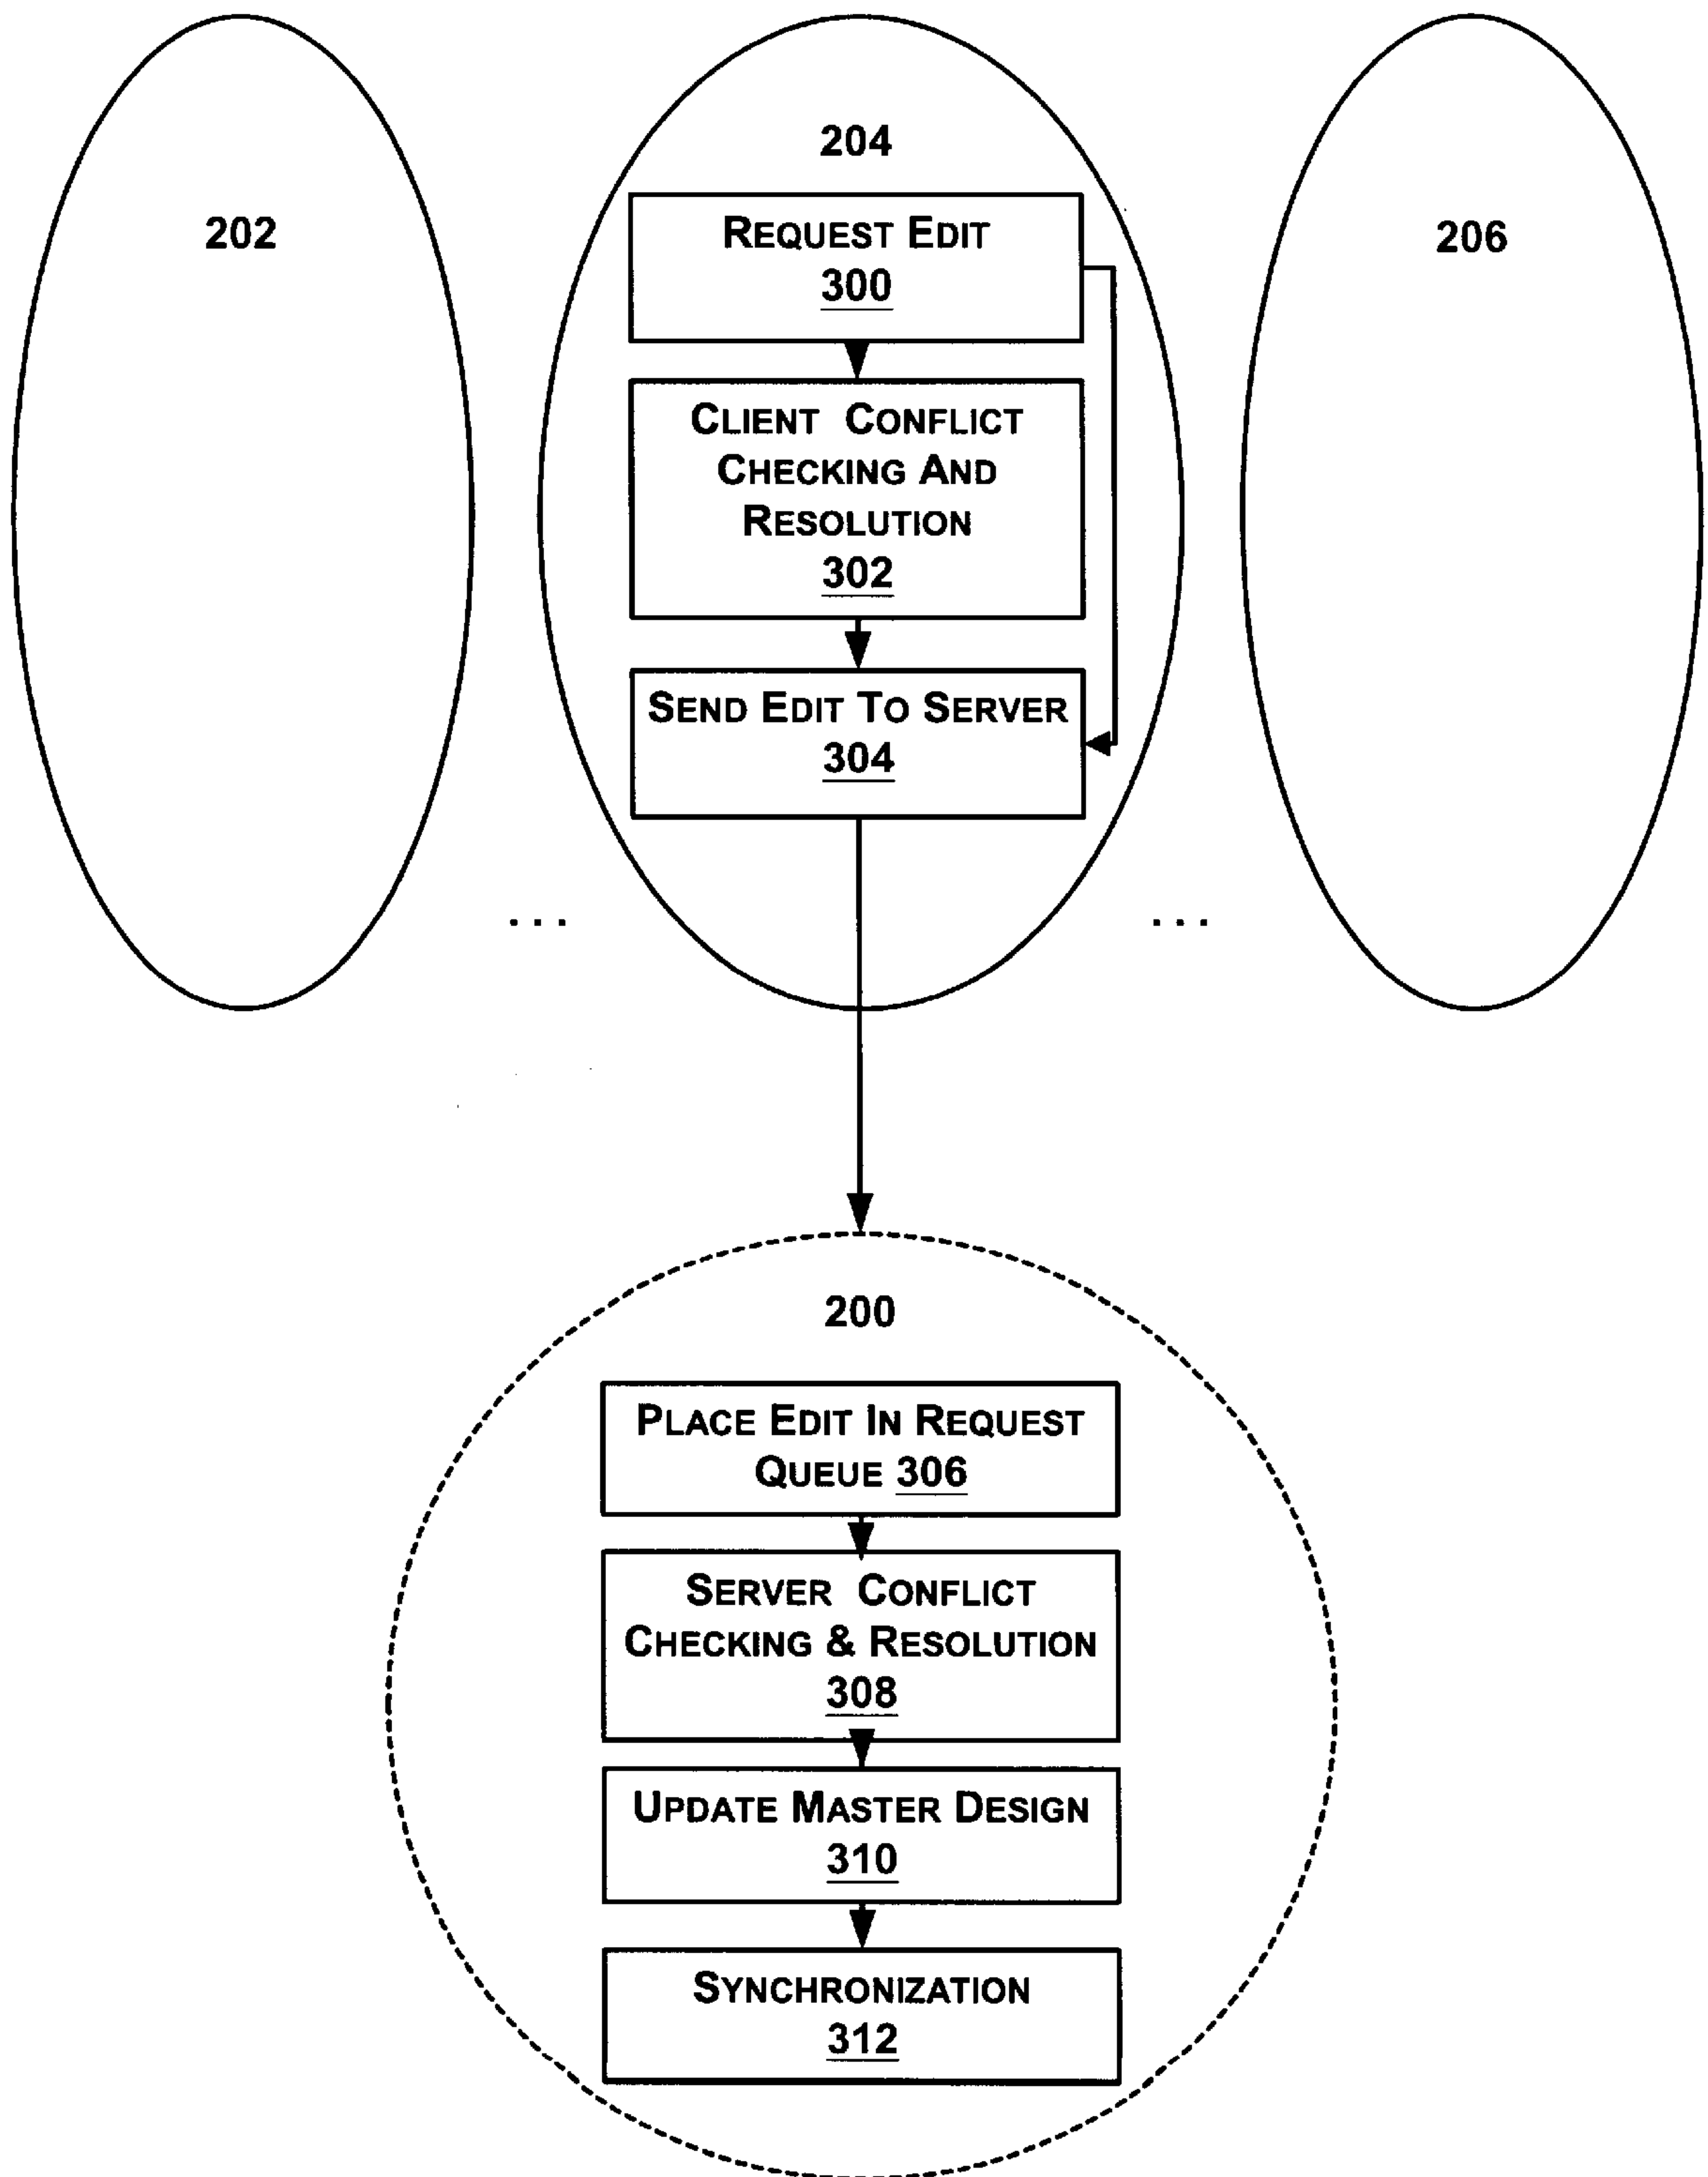 204
202
206
REQUEST EDIT
300
CLIENT CONFLICT
CHECKING AND
RESOLUTION
302
SEND EDIT TO SERVER
304
... ...
200
PLACE EDIT IN REQUEST
QUEUE 306
SERVER CONFLICT
CHECKING & RESOLUTION
308
UPDATE MASTER DESIGN
310
SYNCHRONIZATION
312